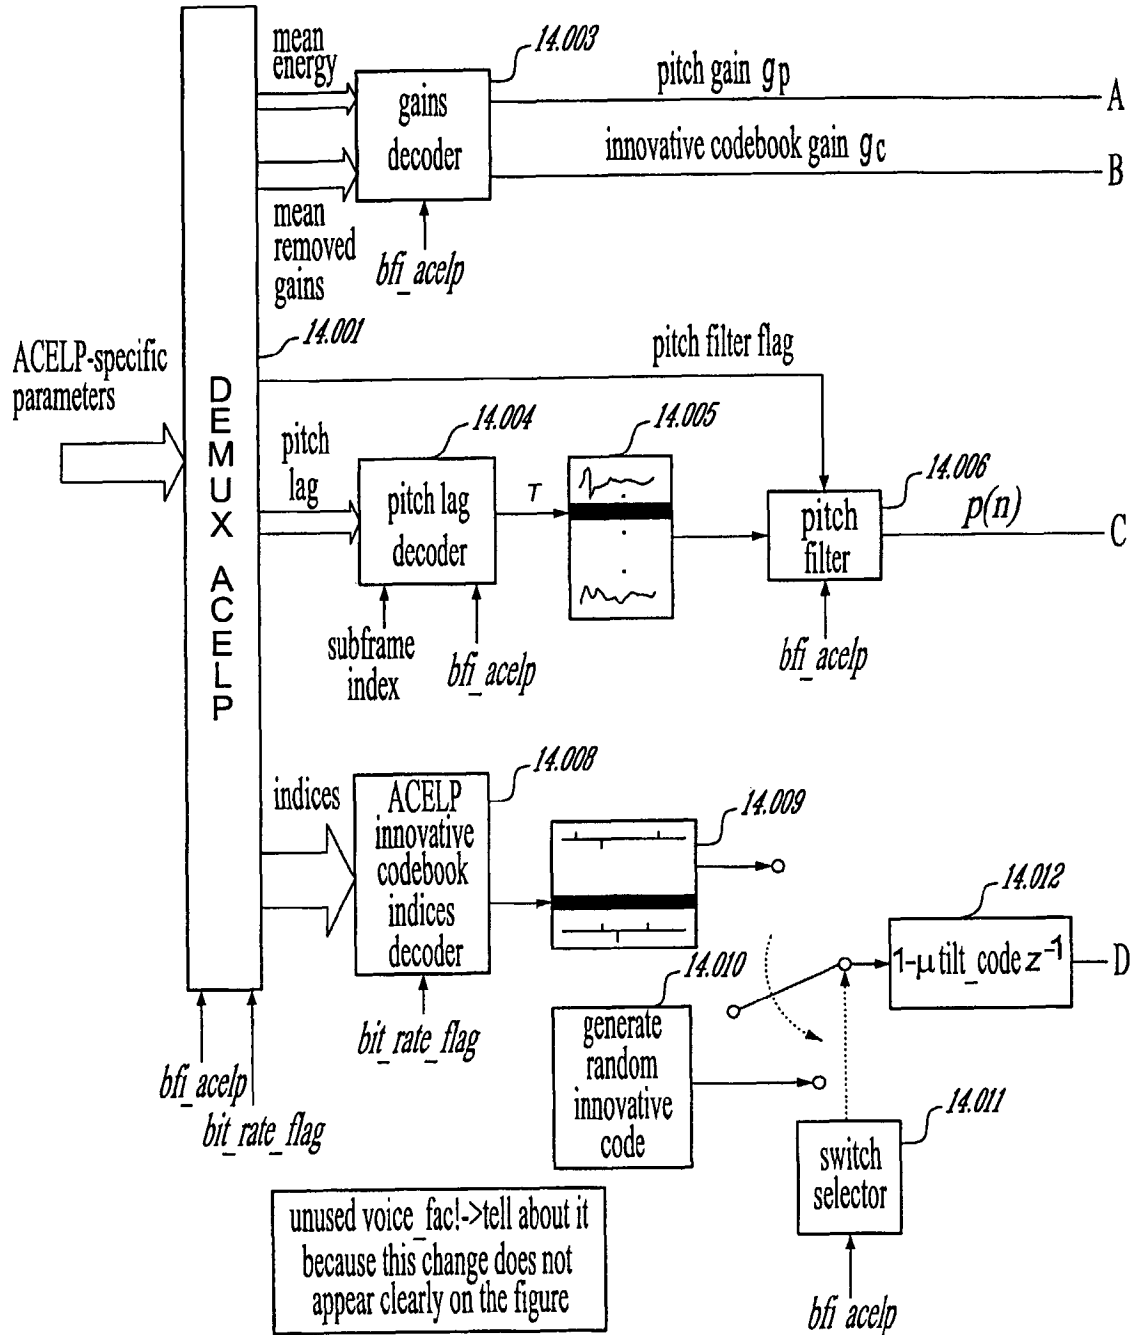 mean
energy
14.003
gains
decoder
pitch gain gp
A
innovative codebook gain gc
B
mean
removed
gains
bfi_acelp
14.001
ACELP-specific
parameters
DEMUX ACELP
pitch filter flag
pitch
lag
14.004
pitch lag
decoder
T
14.005
14.006
pitch
filter
p(n)
C
subframe
index
bfi_acelp
bfi_acelp
indices
14.008
ACELP
innovative
codebook
indices
decoder
14.009
14.012
1-μ tilt_code z⁻¹
D
14.010
generate
random
innovative
code
bit_rate_flag
bfi_acelp
bit_rate_flag
14.011
switch
selector
unused voice_fac!->tell about it
because this change does not
appear clearly on the figure
bfi_acelp